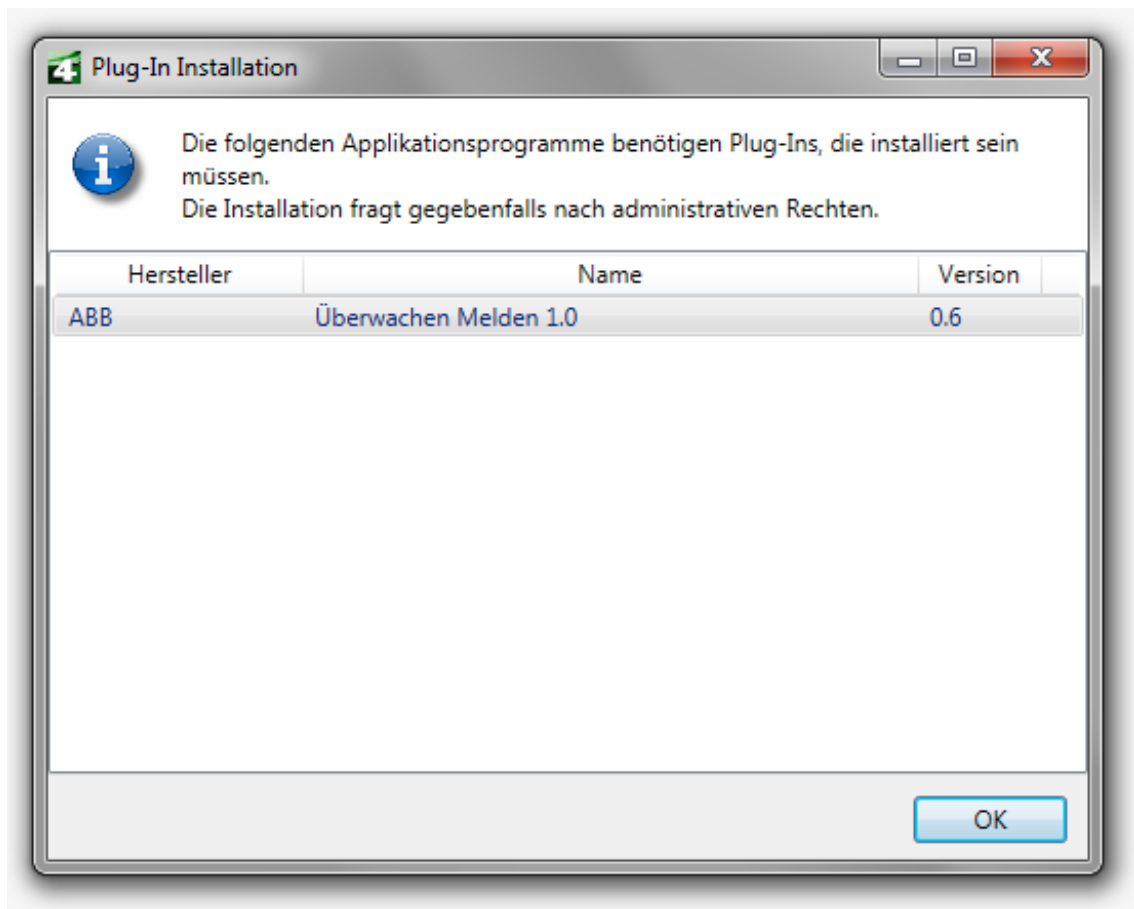 Plug-In Installation
Die folgenden Applikationsprogramme benötigen Plug-Ins, die installiert sein
müssen.
Die Installation fragt gegebenfalls nach administrativen Rechten.
Hersteller Name Version
ABB Überwachen Melden 1.0 0.6
OK